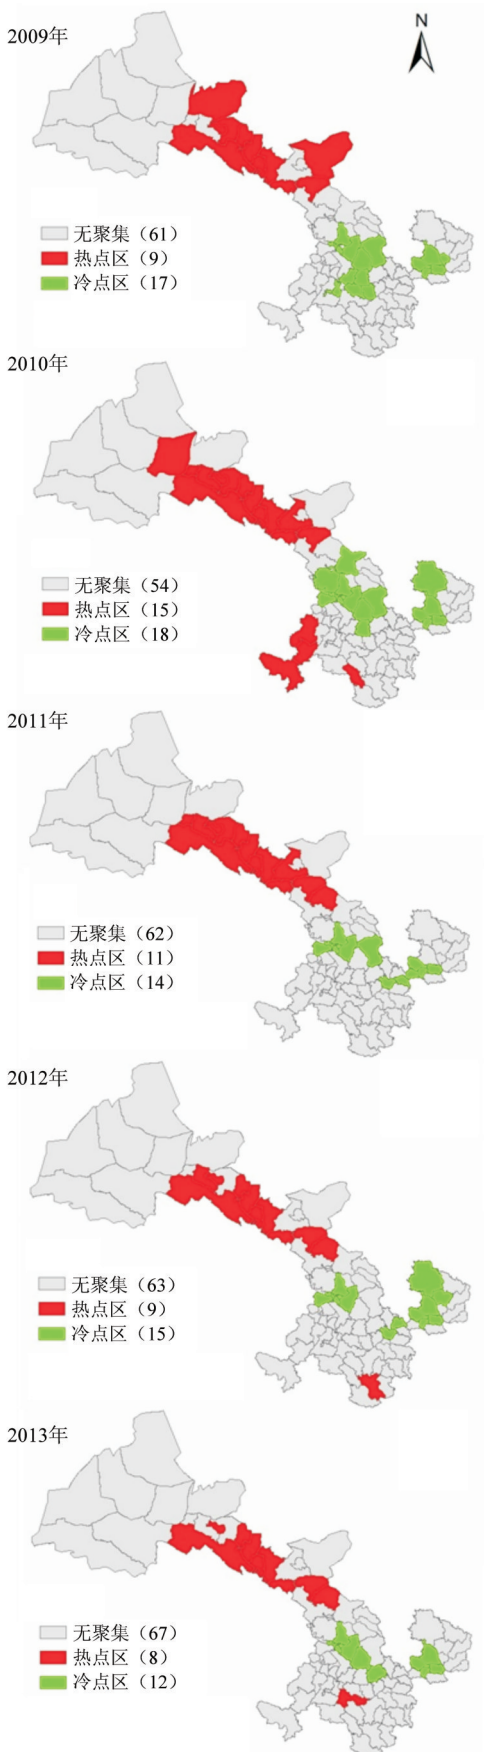 2009年
N
无聚集（61）
热点区（9）
冷点区（17）
2010年
无聚集（54）
热点区（15）
冷点区（18）
2011年
无聚集（62）
热点区（11）
冷点区（14）
2012年
无聚集（63）
热点区（9）
冷点区（15）
2013年
无聚集（67）
热点区（8）
冷点区（12）